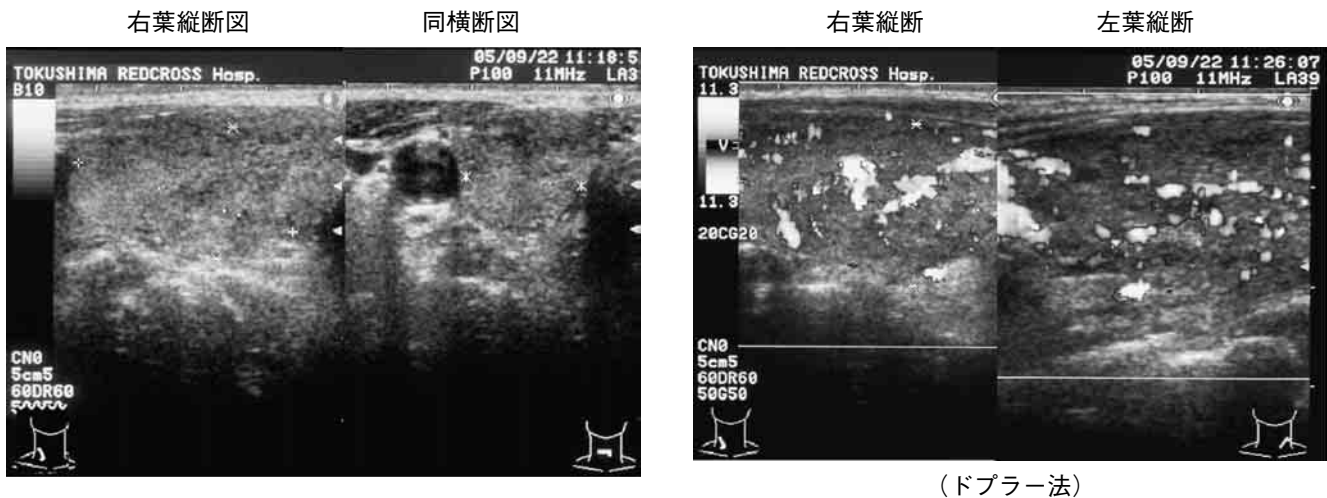 右葉縦断図 同横断図
05/09/22 11:18:5
TOKUSHIMA REDCROSS Hosp.
P100 11MHz LA3
B10
CN0
5cm5
60DR60
右葉縦断 左葉縦断
05/09/22 11:26:07
TOKUSHIMA REDCROSS Hosp.
P100 11MHz LA39
11.3
V
11.3
20CG20
CN0
5cm5
60DR60
50G50
(ドプラー法)